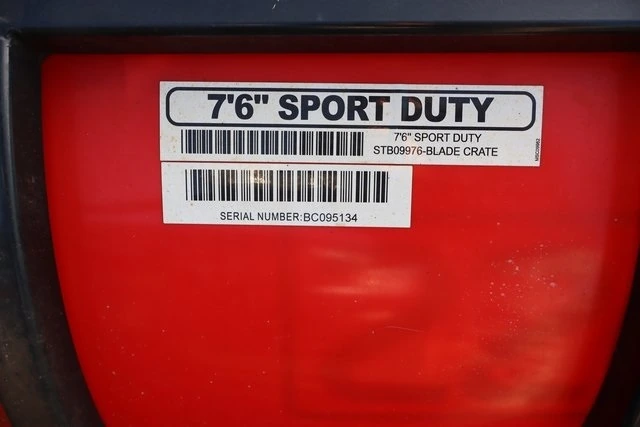 7'6" SPORT DUTY
7'6" SPORT DUTY
STB09976-BLADE CRATE
SERIAL NUMBER:BC095134